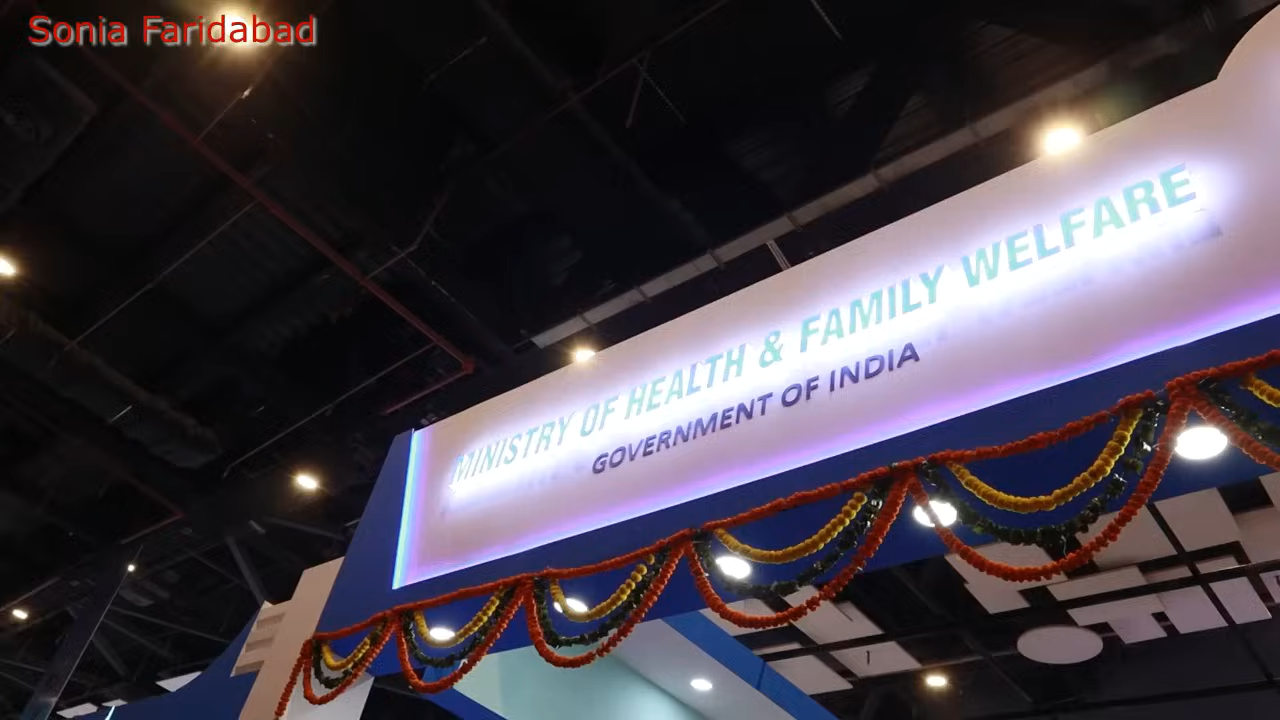 Sonia Faridabad
MINISTRY OF HEALTH & FAMILY WELFARE
GOVERNMENT OF INDIA